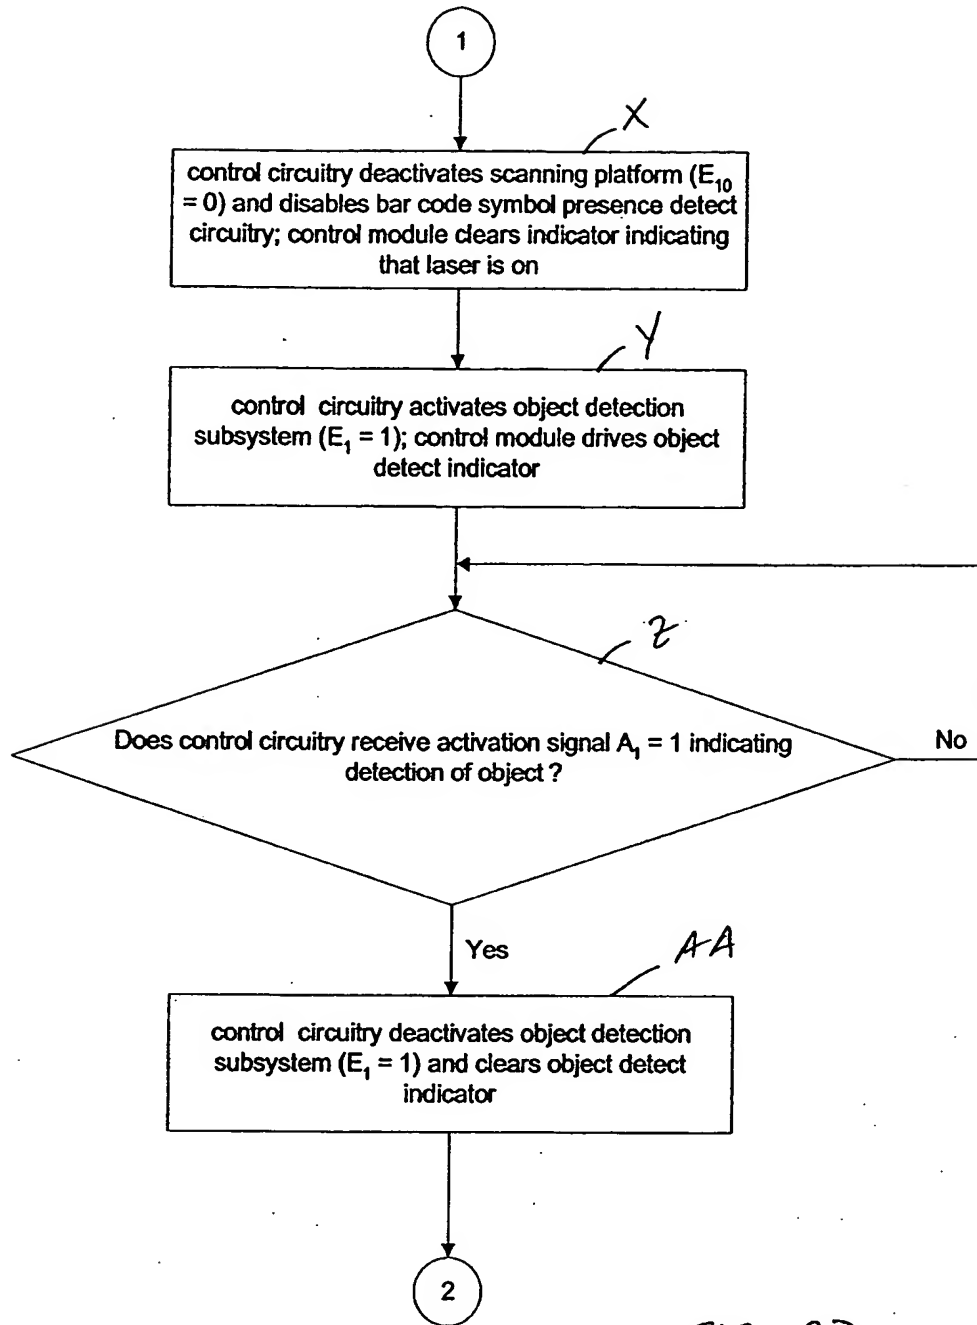 1
X
control circuitry deactivates scanning platform (E₁₀
= 0) and disables bar code symbol presence detect
circuitry; control module clears indicator indicating
that laser is on
Y
control circuitry activates object detection
subsystem (E₁ = 1); control module drives object
detect indicator
Z
Does control circuitry receive activation signal A₁ = 1 indicating
detection of object ?
No
Yes
AA
control circuitry deactivates object detection
subsystem (E₁ = 1) and clears object detect
indicator
2